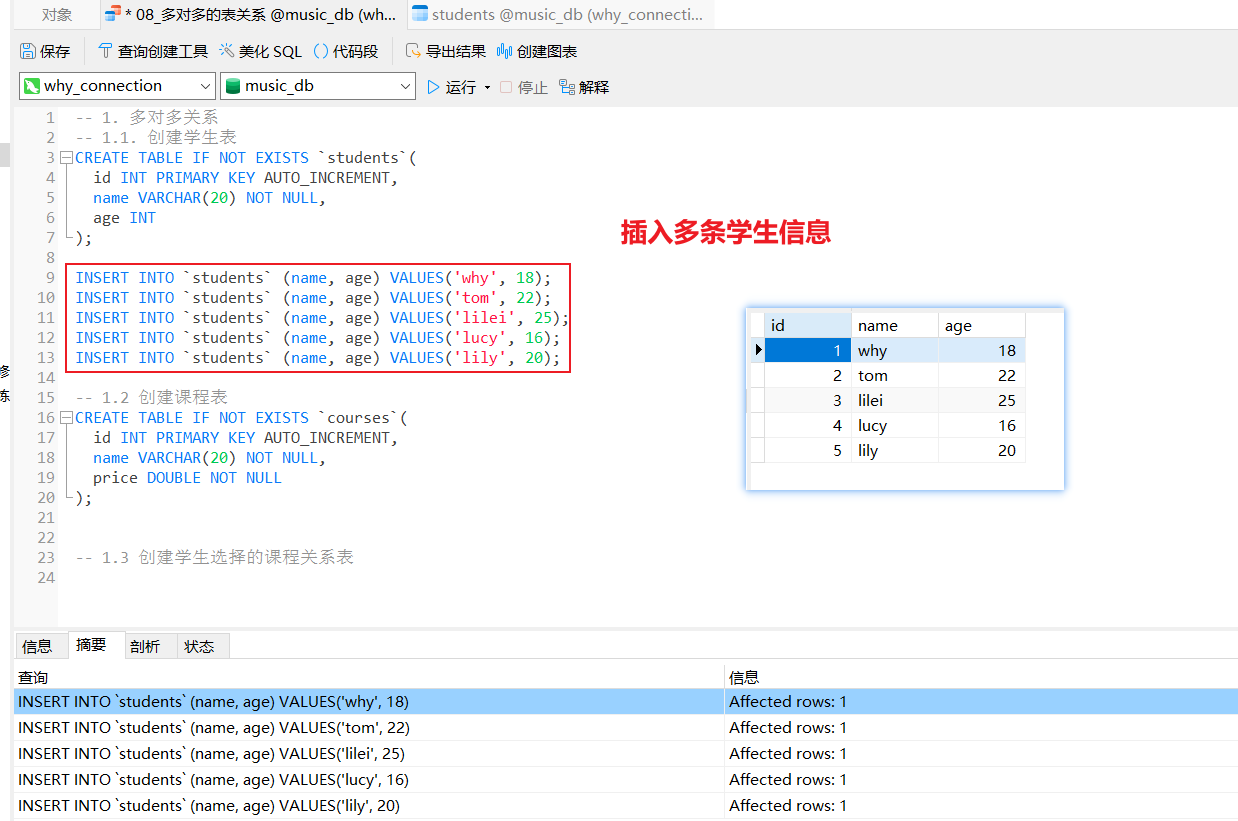 对象
* 08_多对多的表关系 @music_db (wh...
students @music_db (why_connecti...
保存
查询创建工具
美化 SQL
() 代码段
导出结果
创建图表
why_connection
music_db
运行
停止
解释
1 -- 1. 多对多关系
2 -- 1.1. 创建学生表
3 CREATE TABLE IF NOT EXISTS `students`(
4 id INT PRIMARY KEY AUTO_INCREMENT,
5 name VARCHAR(20) NOT NULL,
6 age INT
7 );
8
9 INSERT INTO `students` (name, age) VALUES('why', 18);
10 INSERT INTO `students` (name, age) VALUES('tom', 22);
11 INSERT INTO `students` (name, age) VALUES('lilei', 25);
12 INSERT INTO `students` (name, age) VALUES('lucy', 16);
13 INSERT INTO `students` (name, age) VALUES('lily', 20);
14
15 -- 1.2 创建课程表
16 CREATE TABLE IF NOT EXISTS `courses`(
17 id INT PRIMARY KEY AUTO_INCREMENT,
18 name VARCHAR(20) NOT NULL,
19 price DOUBLE NOT NULL
20 );
21
22
23 -- 1.3 创建学生选择的课程关系表
24
插入多条学生信息
id name age
1 why 18
2 tom 22
3 lilei 25
4 lucy 16
5 lily 20
信息 摘要 剖析 状态
查询 信息
INSERT INTO `students` (name, age) VALUES('why', 18) Affected rows: 1
INSERT INTO `students` (name, age) VALUES('tom', 22) Affected rows: 1
INSERT INTO `students` (name, age) VALUES('lilei', 25) Affected rows: 1
INSERT INTO `students` (name, age) VALUES('lucy', 16) Affected rows: 1
INSERT INTO `students` (name, age) VALUES('lily', 20) Affected rows: 1